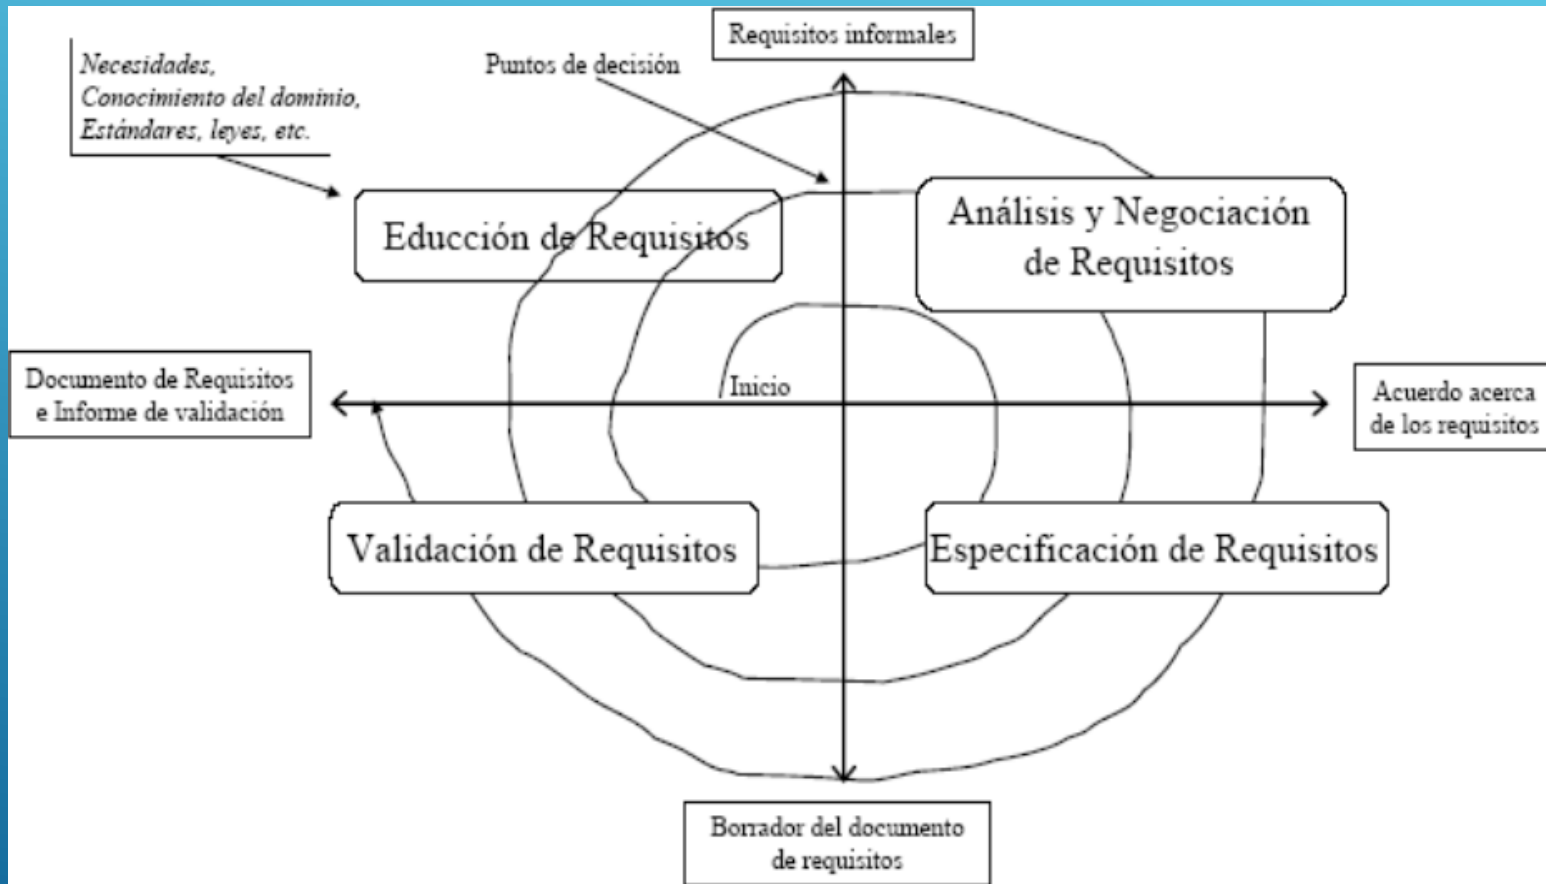 Requisitos informales
Necesidades,
Conocimiento del dominio,
Estándares, leyes, etc.
Puntos de decisión
Educción de Requisitos
Análisis y Negociación
de Requisitos
Documento de Requisitos
e Informe de validación
Inicio
Acuerdo acerca
de los requisitos
Validación de Requisitos
Especificación de Requisitos
Borrador del documento
de requisitos